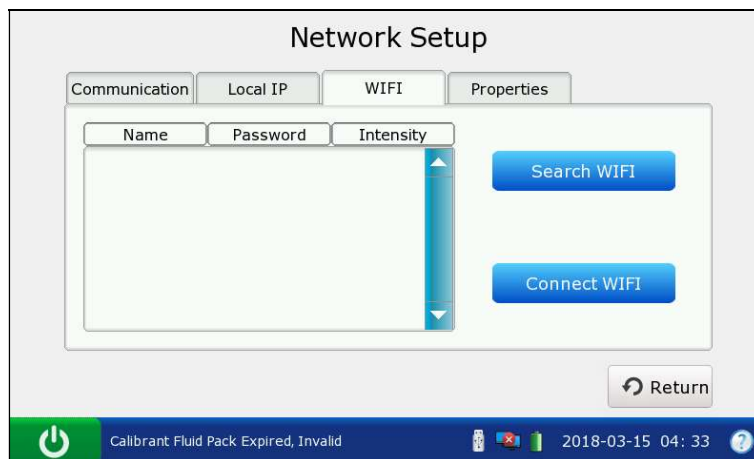 Network Setup
Communication Local IP WIFI Properties
Name Password Intensity
Search WIFI
Connect WIFI
Return
Calibrant Fluid Pack Expired, Invalid 2018-03-15 04: 33 ?